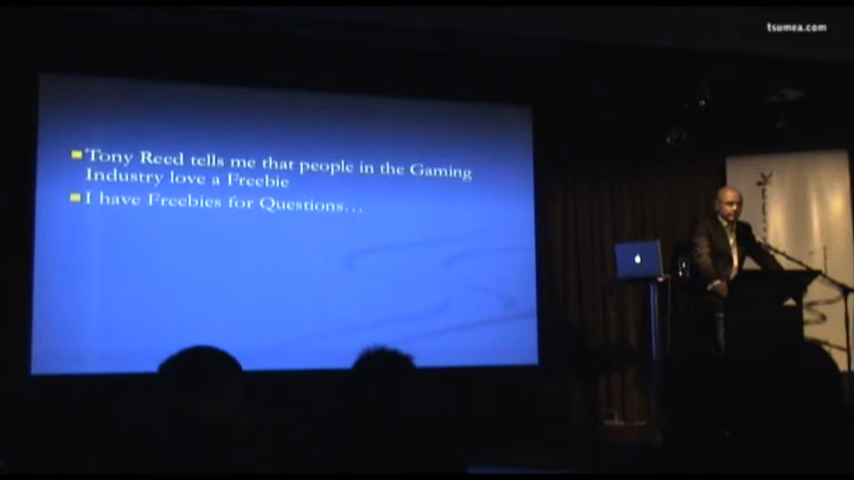 tsumea.com
Tony Reed tells me that people in the Gaming
Industry love a Freebie
I have Freebies for Questions…